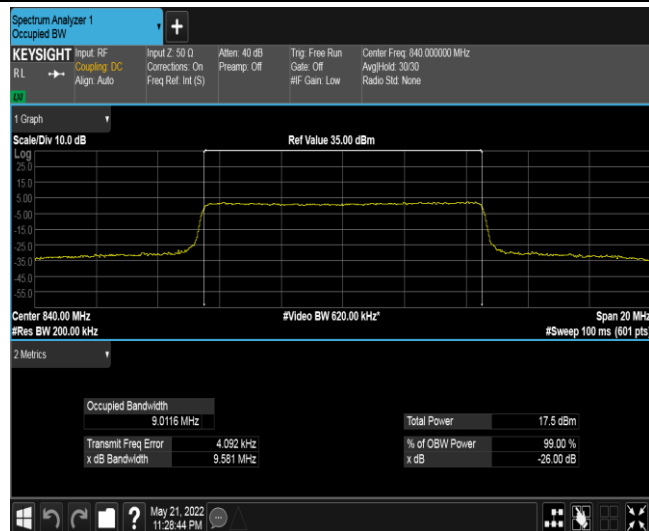 Spectrum Analyzer 1
Occupied BW
+
KEYSIGHT
Input: RF
Input Z: 50 Ω
Atten: 40 dB
Trig: Free Run
Center Freq: 840.000000 MHz
RL
Coupling: DC
Corrections: On
Preamp: Off
Gate: Off
Avg|Hold: 30/30
Align: Auto
Freq Ref: Int (S)
#IF Gain: Low
Radio Std: None
1 Graph
Scale/Div 10.0 dB
Ref Value 35.00 dBm
Log
25.0
15.0
5.00
-5.00
-15.0
-25.0
-35.0
-45.0
-55.0
Center 840.00 MHz
#Video BW 620.00 kHz*
Span 20 MHz
#Res BW 200.00 kHz
#Sweep 100 ms (601 pts)
2 Metrics
Occupied Bandwidth
9.0116 MHz
Total Power
17.5 dBm
Transmit Freq Error
4.092 kHz
% of OBW Power
99.00 %
x dB Bandwidth
9.581 MHz
x dB
-26.00 dB
?
May 21, 2022
11:28:44 PM